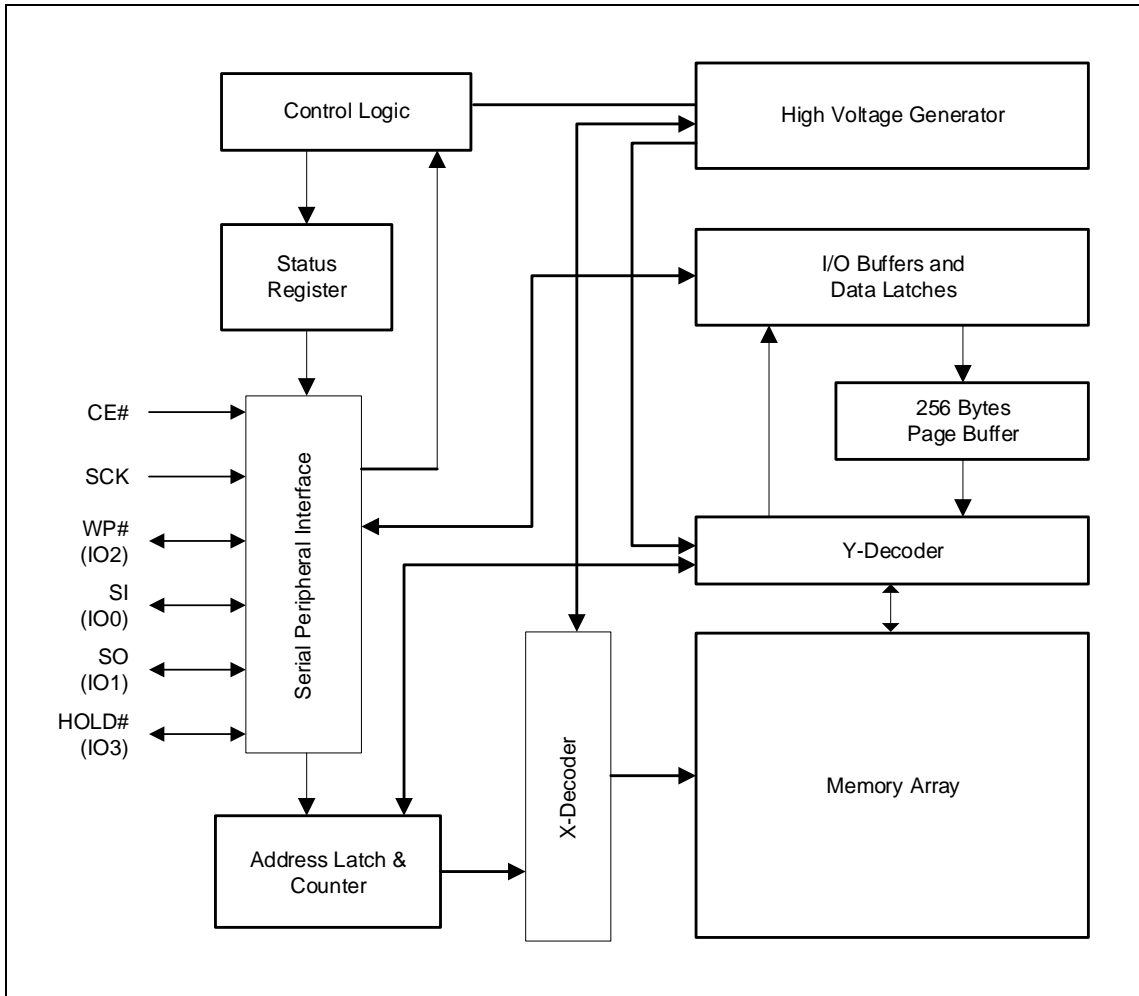 Control Logic
High Voltage Generator
Status
Register
I/O Buffers and
Data Latches
256 Bytes
Page Buffer
CE#
SCK
WP#
(IO2)
SI
(IO0)
SO
(IO1)
HOLD#
(IO3)
Serial Peripheral Interface
Y-Decoder
X-Decoder
Memory Array
Address Latch &
Counter